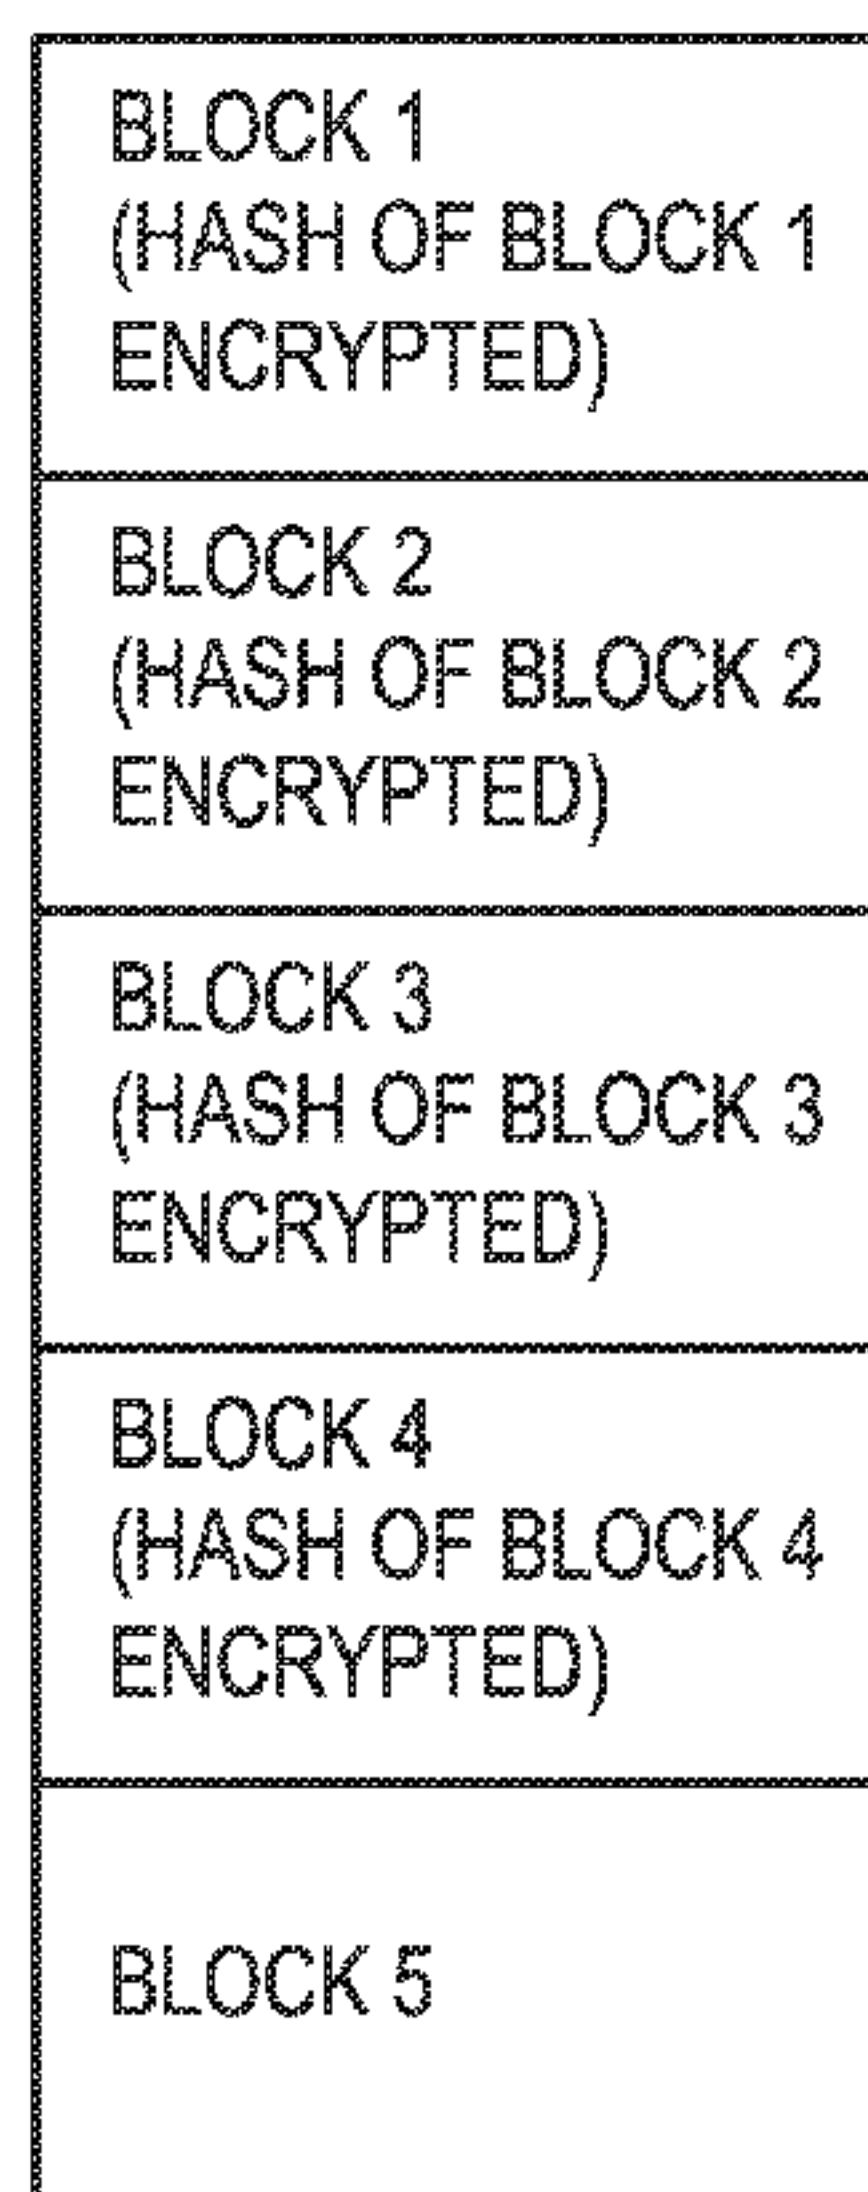 BLOCK 1
(HASH OF BLOCK 1
ENCRYPTED)
BLOCK 2
(HASH OF BLOCK 2
ENCRYPTED)
BLOCK 3
(HASH OF BLOCK 3
ENCRYPTED)
BLOCK 4
(HASH OF BLOCK 4
ENCRYPTED)
BLOCK 5